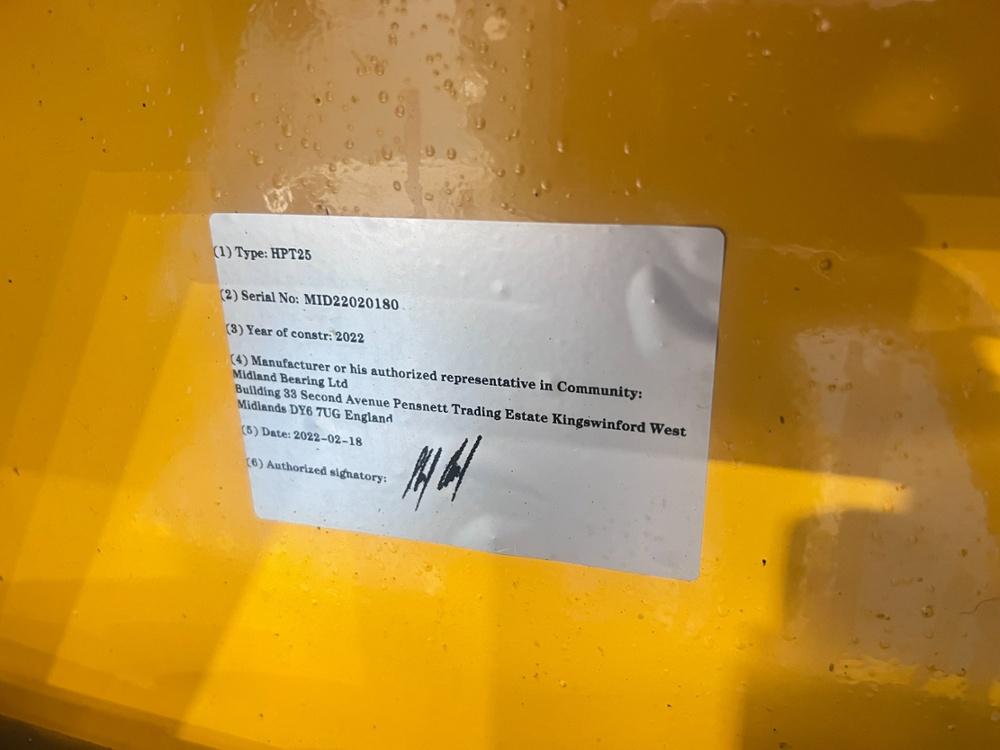 (1) Type: HPT25
(2) Serial No: MID22020180
(3) Year of constr: 2022
(4) Manufacturer or his authorized representative in Community:
Midland Bearing Ltd
Building 33 Second Avenue Pensnett Trading Estate Kingswinford West
Midlands DY6 7UG England
(5) Date: 2022-02-18
(6) Authorized signatory: